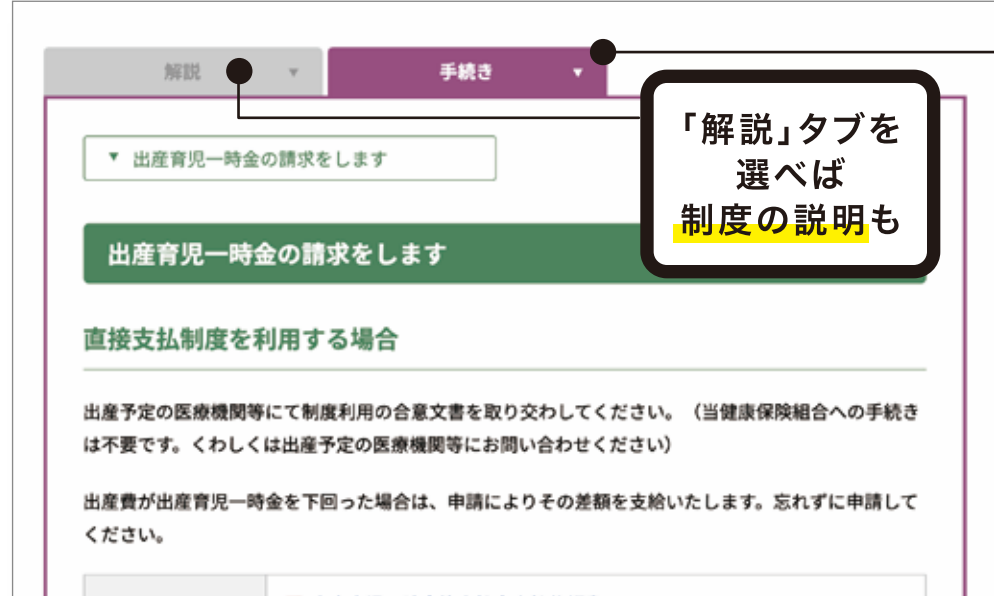 解説 ▼
手続き ▼
「解説」タブを
選べば
制度の説明も
▼ 出産育児一時金の請求をします
出産育児一時金の請求をします
直接支払制度を利用する場合
出産予定の医療機関等にて制度利用の合意文書を取り交わしてください。（当健康保険組合への手続き
は不要です。くわしくは出産予定の医療機関等にお問い合わせください）
出産費が出産育児一時金を下回った場合は、申請によりその差額を支給いたします。忘れずに申請して
ください。